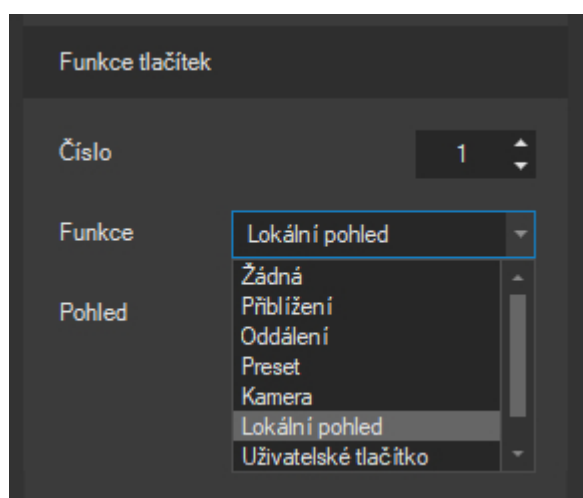 Funkce tlačítek
Číslo 1
Funkce Lokální pohled
Žádná
Přiblížení
Pohled
Oddálení
Preset
Kamera
Lokální pohled
Uživatelské tlačítko